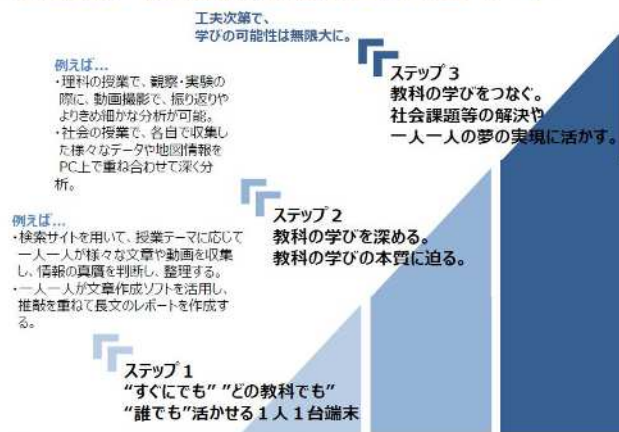 工夫次第で、
学びの可能性は無限大に。
ステップ３
教科の学びをつなぐ。
社会課題等の解決や
一人一人の夢の実現に活かす。
例えば…
・理科の授業で、観察・実験の
際に、動画撮影で、振り返りや
よりきめ細かな分析が可能。
・社会の授業で、各自で収集し
た様々なデータや地図情報を
PC上で重ね合わせて深く分
析。
ステップ２
教科の学びを深める。
教科の学びの本質に迫る。
例えば…
・検索サイトを用いて、授業テーマに応じて
一人一人が様々な文章や動画を収集
し、情報の真贋を判断し、整理する。
・一人一人が文章作成ソフトを活用し、
推敲を重ねて長文のレポートを作成す
る。
ステップ１
“すぐにでも” ”どの教科でも”
“誰でも”活かせる１人１台端末